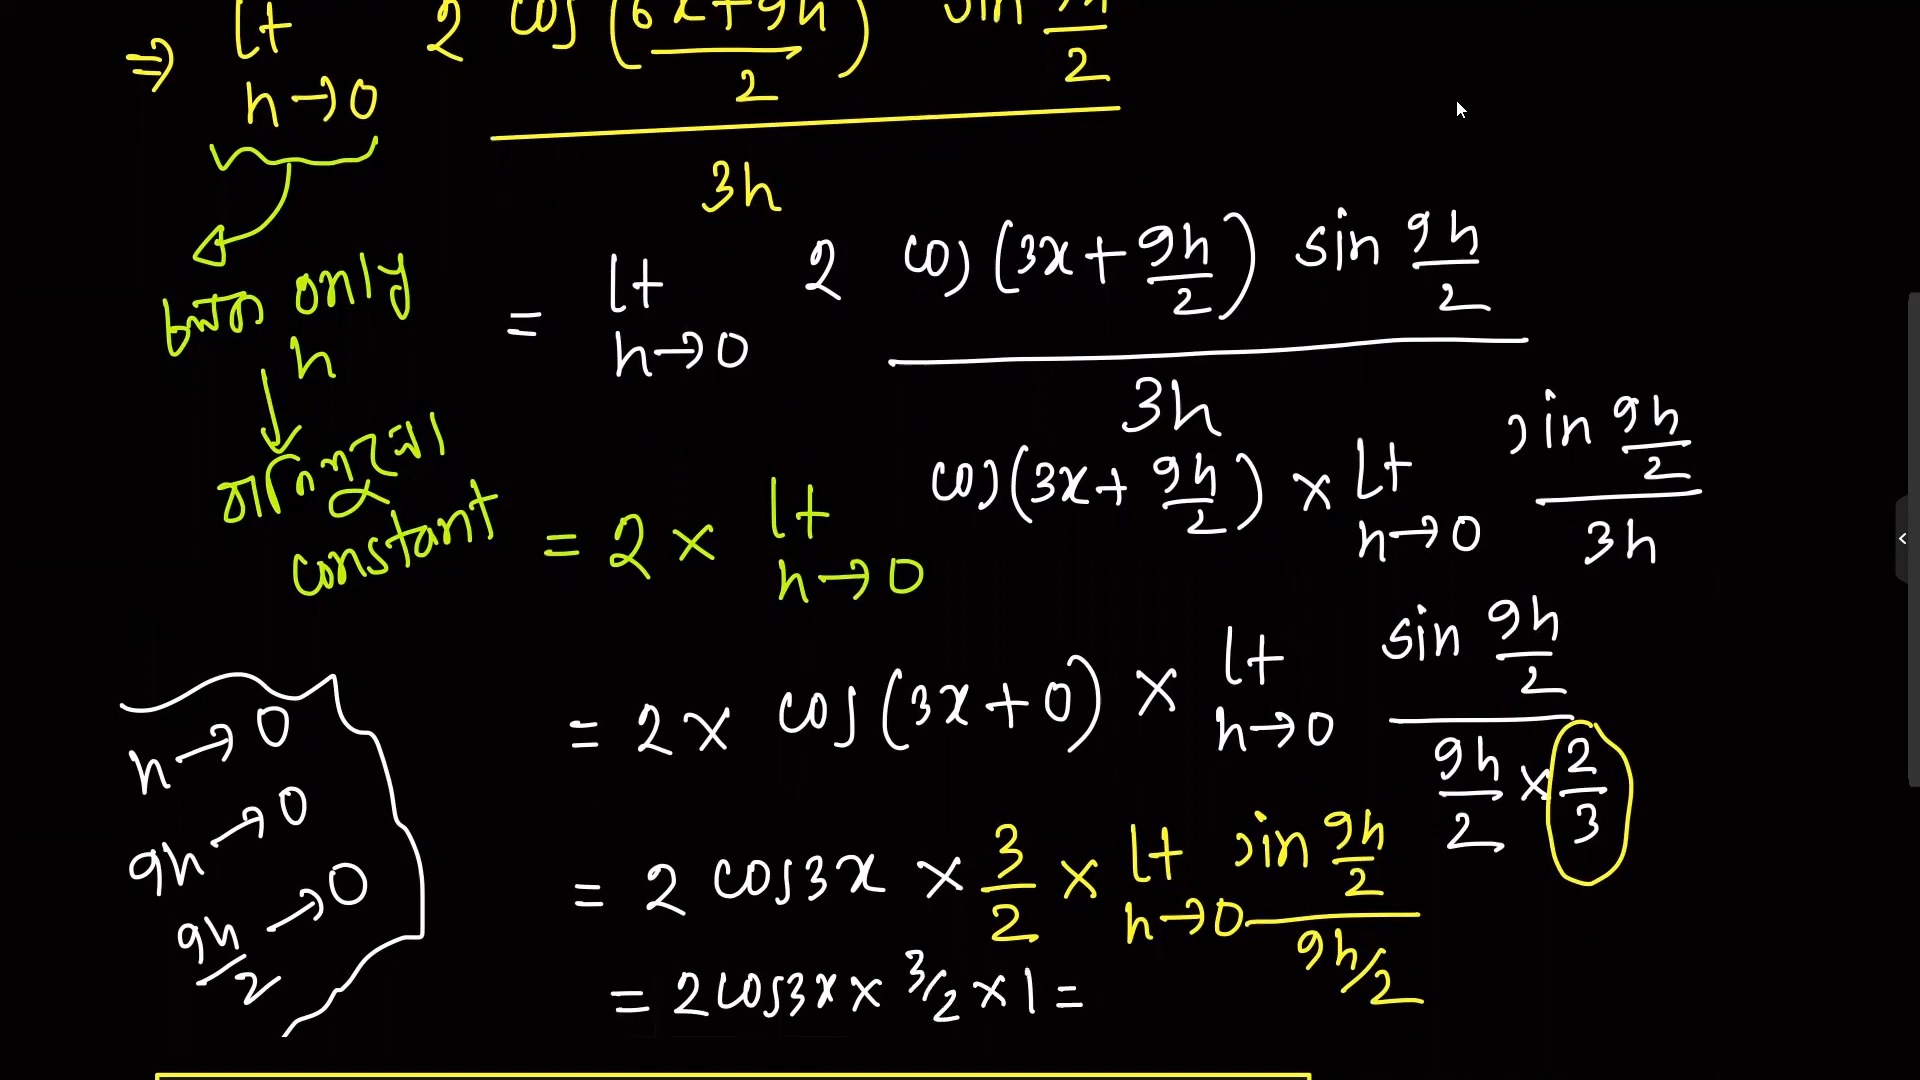 ⇒ lt h→0 2 cos(6x+9h/2) sin 9h/2 / 3h
only h
constant
= lt h→0 2 cos(3x+9h/2) sin 9h/2 / 3h
= 2 × lt h→0 cos(3x+9h/2) × lt h→0 sin 9h/2 / 3h
= 2× cos(3x+0) × lt h→0 sin 9h/2 / 9h/2 × 2/3
h→0
9h→0
9h/2→0
= 2 cos3x × 3/2 × lt h→0 sin 9h/2 / 9h/2
= 2cos3x × 3/2 × 1 =